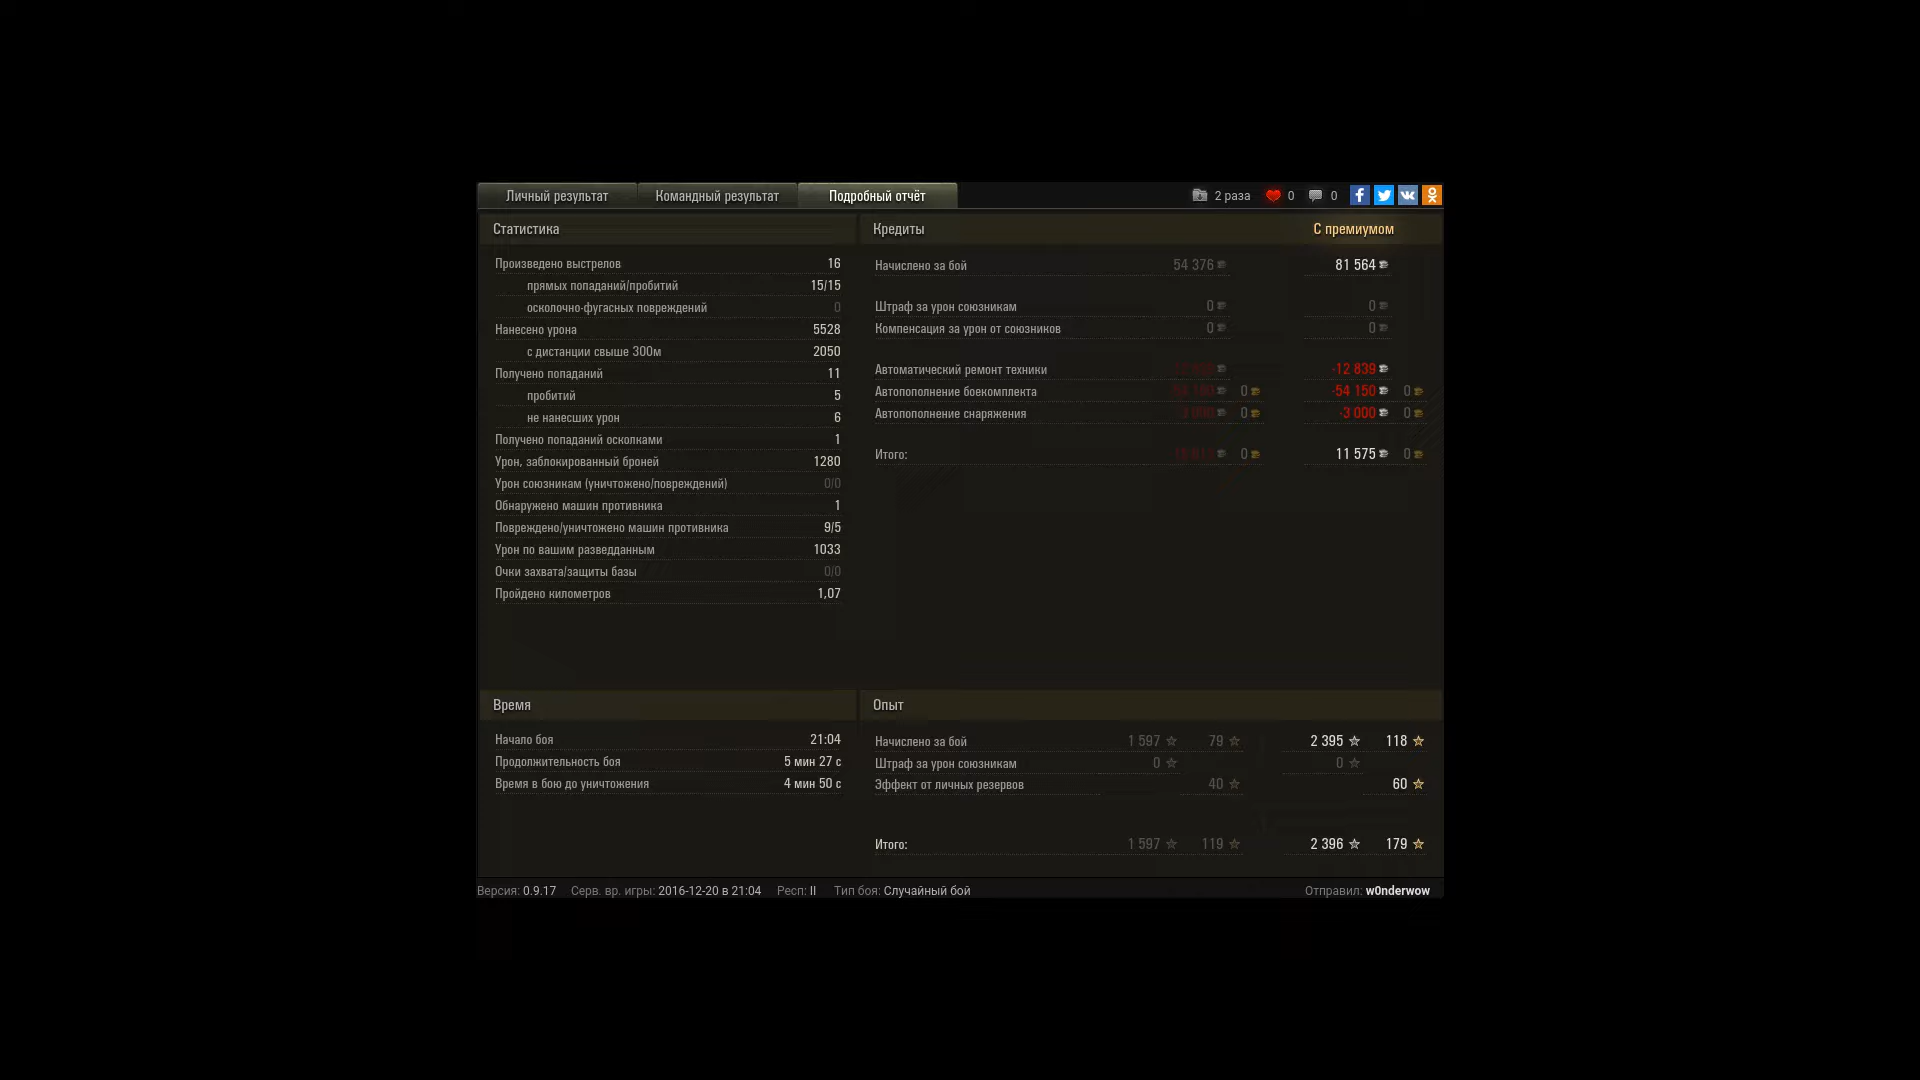 Личный результат Командный результат Подробный отчёт 2 раза 0 0
Статистика
Произведено выстрелов 16
прямых попаданий/пробитий 15/15
осколочно-фугасных повреждений 0
Нанесено урона 5528
с дистанции свыше 300м 2050
Получено попаданий 11
пробитий 5
не нанесших урон 6
Получено попаданий осколками 1
Урон, заблокированный броней 1280
Урон союзникам (уничтожено/повреждений) 0/0
Обнаружено машин противника 1
Повреждено/уничтожено машин противника 9/5
Урон по вашим разведданным 1033
Очки захвата/защиты базы 0/0
Пройдено километров 1,07
Кредиты С премиумом
Начислено за бой 54 376 81 564
Штраф за урон союзникам 0 0
Компенсация за урон от союзников 0 0
Автоматический ремонт техники -12 839
Автопополнение боекомплекта 0 -54 150 0
Автопополнение снаряжения 0 -3 000 0
Итого: 0 11 575 0
Время
Начало боя 21:04
Продолжительность боя 5 мин 27 с
Время в бою до уничтожения 4 мин 50 с
Опыт
Начислено за бой 1 597 79 2 395 118
Штраф за урон союзникам 0 0
Эффект от личных резервов 40 60
Итого: 1 597 119 2 396 179
Версия: 0.9.17 Серв. вр. игры: 2016-12-20 в 21:04 Респ: II Тип боя: Случайный бой Отправил: w0nderwow